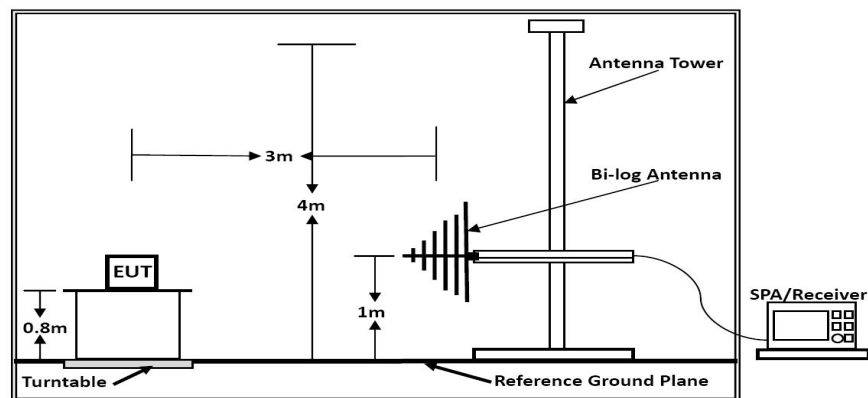 Antenna Tower
3m
Bi-log Antenna
4m
EUT
SPA/Receiver
0.8m
1m
Turntable
Reference Ground Plane